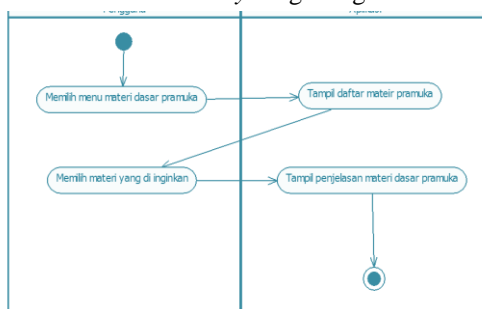 Memilih menu materi dasar pramuka
Tampil daftar mateir pramuka
Memilih materi yang di inginkan
Tampil penjelasan materi dasar pramuka